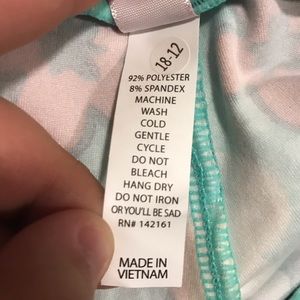 18-12
92% POLYESTER
8% SPANDEX
MACHINE
WASH
COLD
GENTLE
CYCLE
DO NOT
BLEACH
HANG DRY
DO NOT IRON
OR YOU'LL BE SAD
RN# 142161
MADE IN
VIETNAM